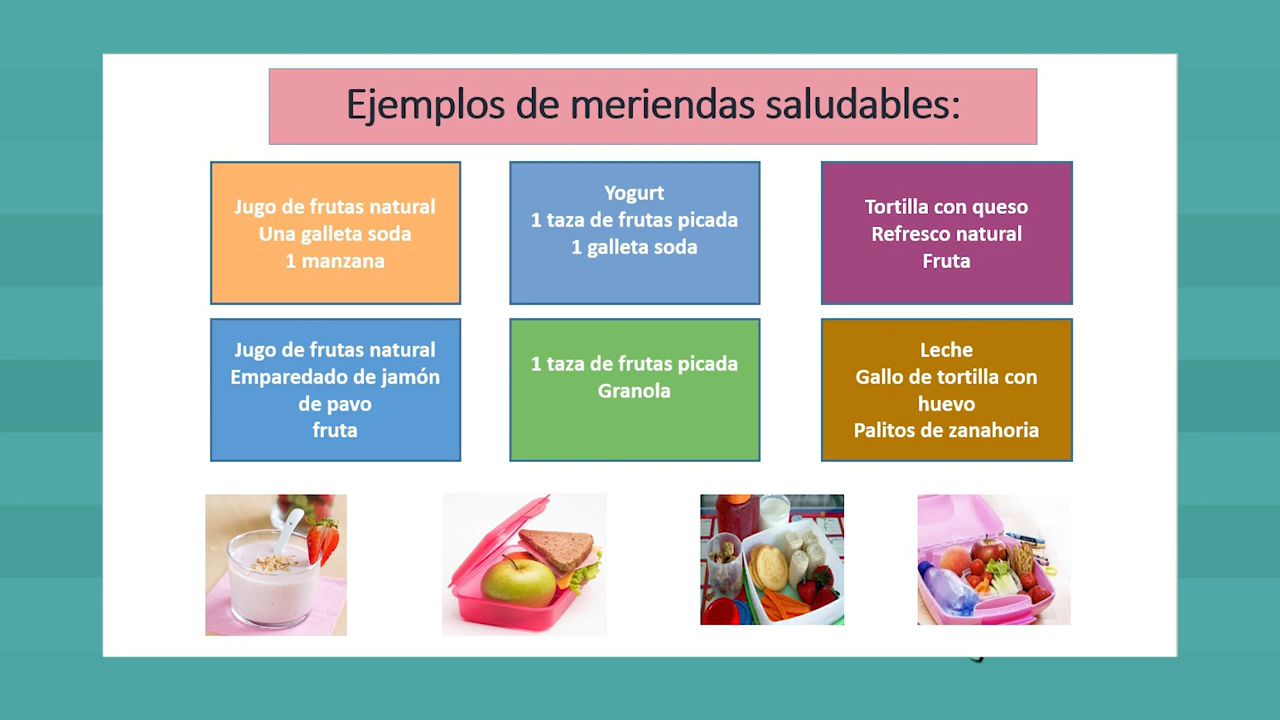 Ejemplos de meriendas saludables:
Jugo de frutas natural
Una galleta soda
1 manzana
Yogurt
1 taza de frutas picada
1 galleta soda
Tortilla con queso
Refresco natural
Fruta
Jugo de frutas natural
Emparedado de jamón
de pavo
fruta
1 taza de frutas picada
Granola
Leche
Gallo de tortilla con
huevo
Palitos de zanahoria